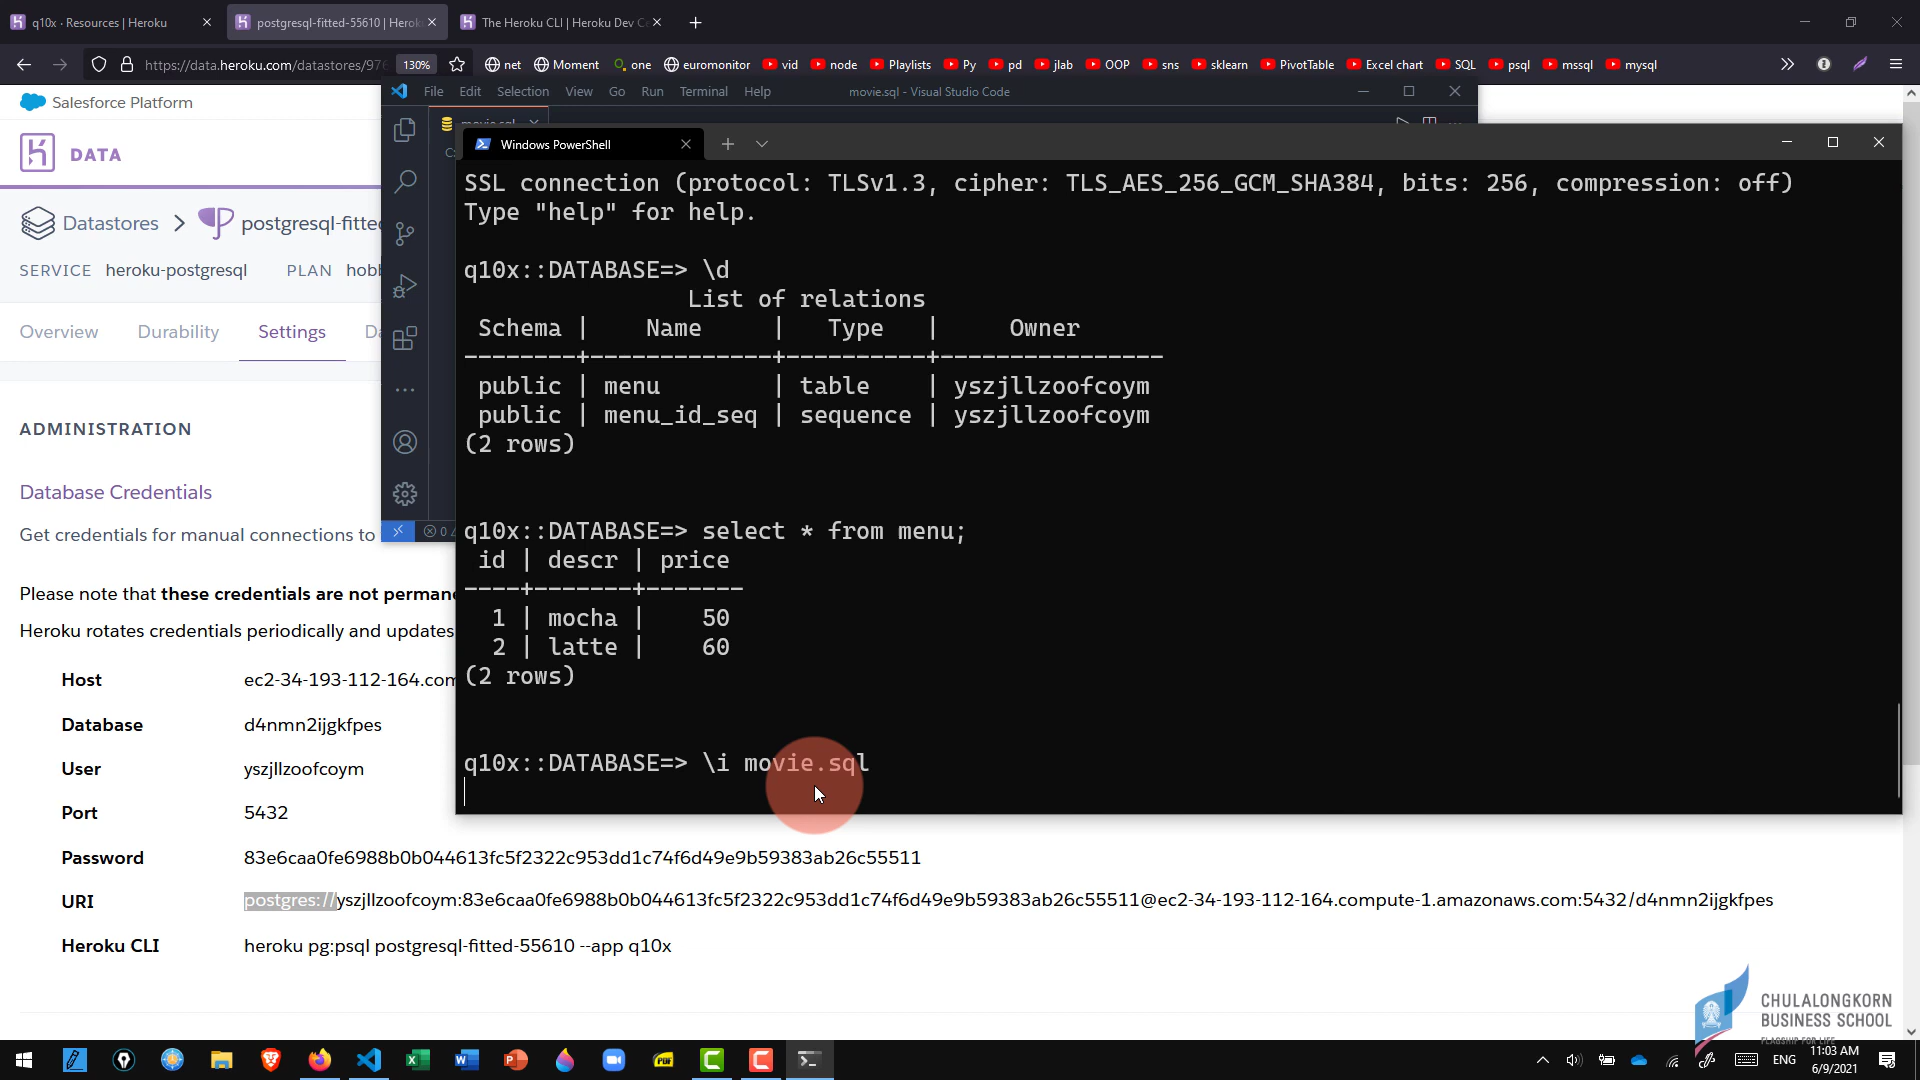 q10x · Resources | Heroku
postgresql-fitted-55610 | Herok
The Heroku CLI | Heroku Dev C
https://data.heroku.com/datastores/976
130%
net
Moment
one
euromonitor
vid
node
Playlists
Py
pd
jlab
OOP
sns
sklearn
PivotTable
Excel chart
SQL
psql
mssql
mysql
Salesforce Platform
File Edit Selection View Go Run Terminal Help
movie.sql - Visual Studio Code
movie.sql
Windows PowerShell
DATA
Datastores > postgresql-fitted
SERVICE heroku-postgresql PLAN hobb
Overview Durability Settings Da
ADMINISTRATION
Database Credentials
Get credentials for manual connections to
Please note that these credentials are not permane
Heroku rotates credentials periodically and updates
Host ec2-34-193-112-164.com
Database d4nmn2ijgkfpes
User yszjllzoofcoym
Port 5432
Password 83e6caa0fe6988b0b044613fc5f2322c953dd1c74f6d49e9b59383ab26c55511
URI postgres://yszjllzoofcoym:83e6caa0fe6988b0b044613fc5f2322c953dd1c74f6d49e9b59383ab26c55511@ec2-34-193-112-164.compute-1.amazonaws.com:5432/d4nmn2ijgkfpes
Heroku CLI heroku pg:psql postgresql-fitted-55610 --app q10x
SSL connection (protocol: TLSv1.3, cipher: TLS_AES_256_GCM_SHA384, bits: 256, compression: off)
Type "help" for help.
q10x::DATABASE=> \d
List of relations
Schema | Name | Type | Owner
--------+-------------+----------+----------------
public | menu | table | yszjllzoofcoym
public | menu_id_seq | sequence | yszjllzoofcoym
(2 rows)
q10x::DATABASE=> select * from menu;
id | descr | price
----+-------+-------
1 | mocha | 50
2 | latte | 60
(2 rows)
q10x::DATABASE=> \i movie.sql
CHULALONGKORN
BUSINESS SCHOOL
FLAGSHIP FOR LIFE
ENG
11:03 AM
6/9/2021